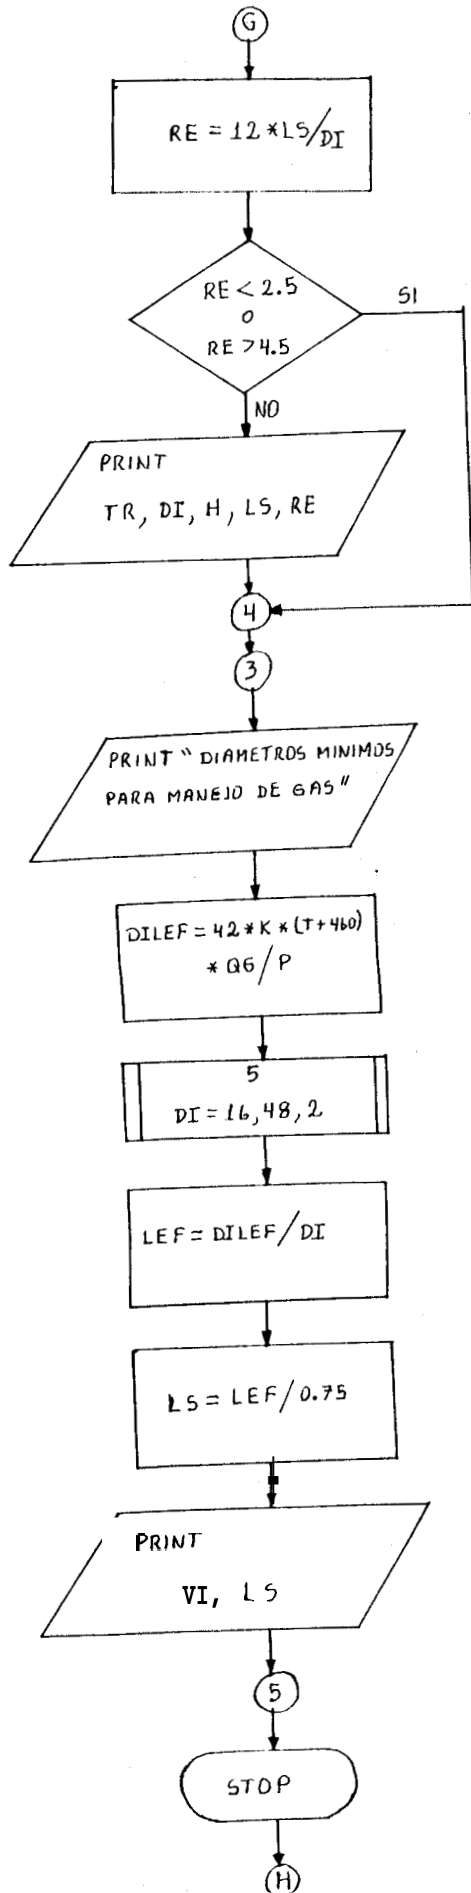 G
RE = 12 * LS/DI
RE < 2.5
O
RE > 4.5
SI
NO
PRINT
TR, DI, H, LS, RE
4
3
PRINT "DIAMETROS MINIMOS
PARA MANEJO DE GAS"
DILEF = 42 * K * (T+460)
* QG/P
5
DI = 16, 48, 2
LEF = DILEF/DI
LS = LEF/0.75
PRINT
VI, LS
5
STOP
H